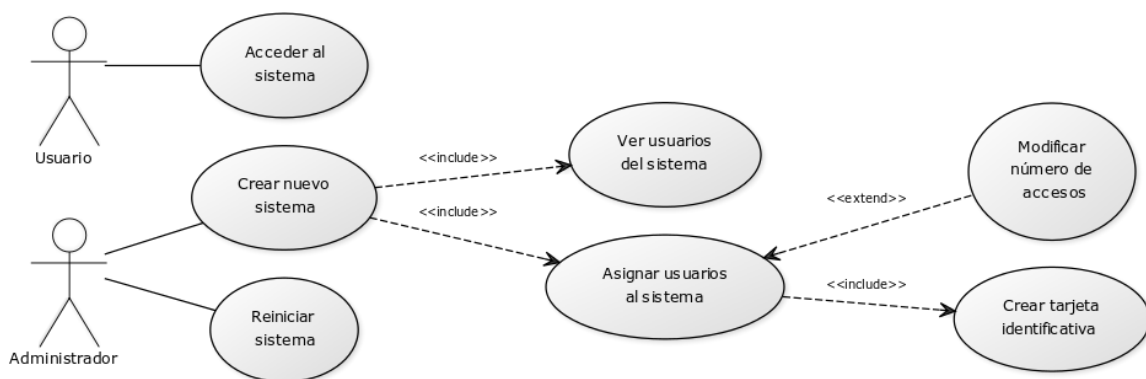 Acceder al
sistema
Usuario
Crear nuevo
sistema
<<include>>
<<include>>
Ver usuarios
del sistema
Modificar
número de
accesos
<<extend>>
Asignar usuarios
al sistema
<<include>>
Crear tarjeta
identificativa
Reiniciar
sistema
Administrador